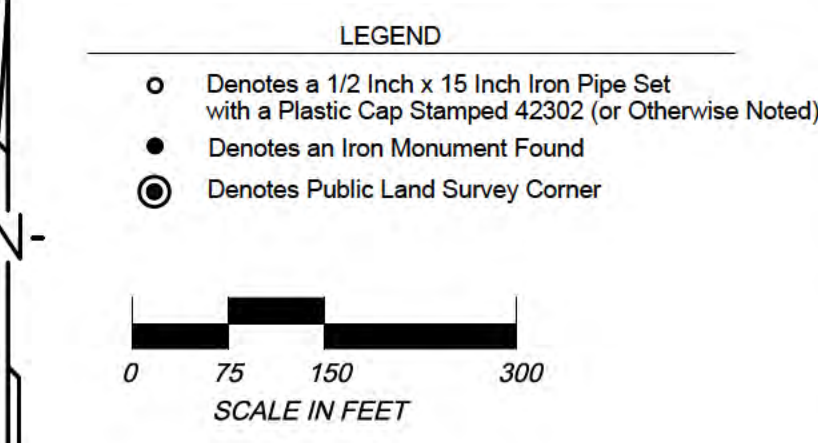 LEGEND
Denotes a 1/2 Inch x 15 Inch Iron Pipe Set
with a Plastic Cap Stamped 42302 (or Otherwise Noted)
Denotes an Iron Monument Found
Denotes Public Land Survey Corner
N
0 75 150 300
SCALE IN FEET